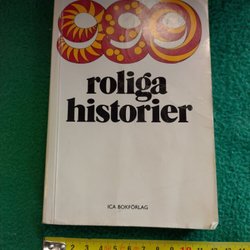 999
roliga
historier
ICA BOKFÖRLAG